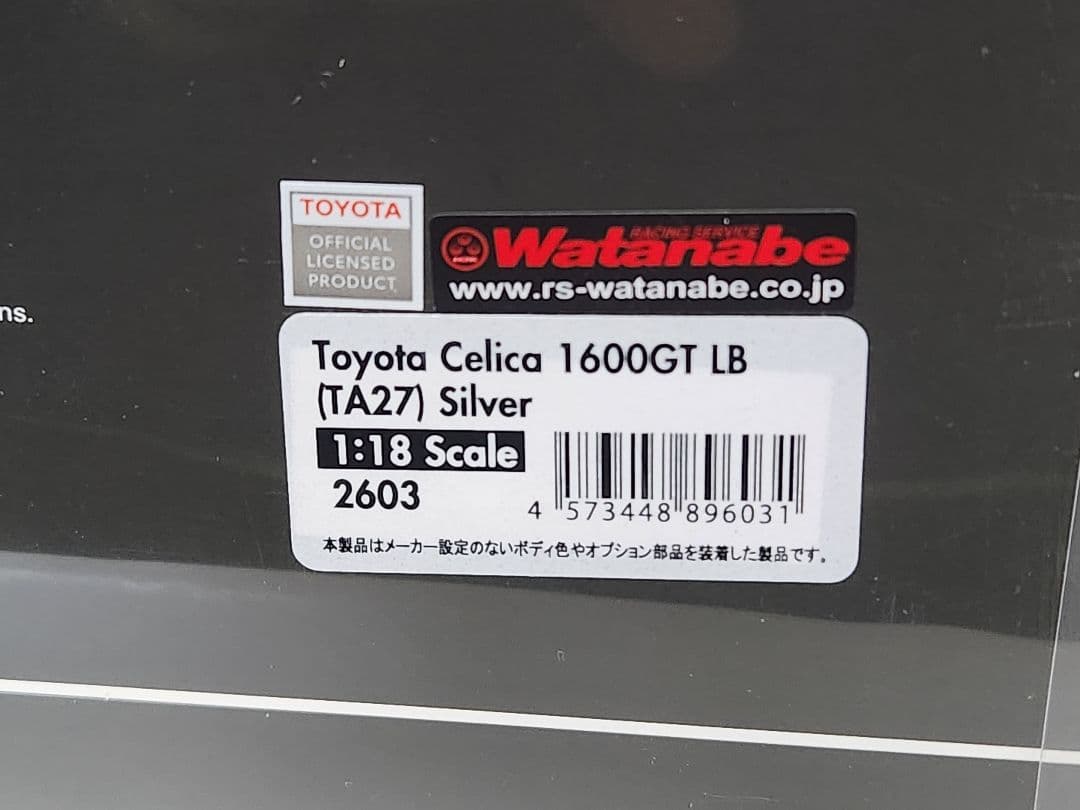 TOYOTA
OFFICIAL
LICENSED
PRODUCT
RACING SERVICE
Watanabe
www.rs-watanabe.co.jp
ns.
Toyota Celica 1600GT LB
(TA27) Silver
1:18 Scale
2603
4 573448 896031
本製品はメーカー設定のないボディ色やオプション部品を装着した製品です。